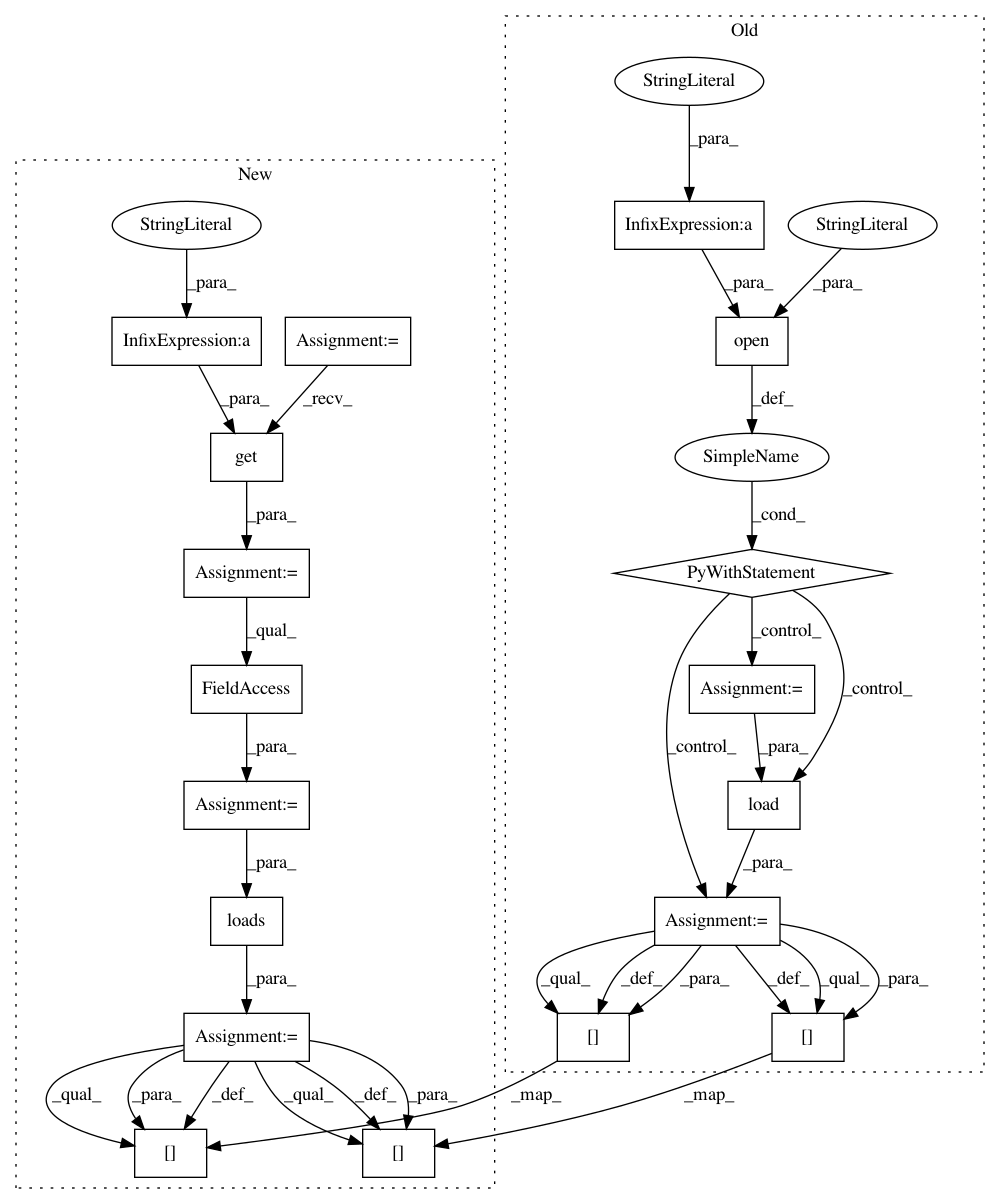 Old
StringLiteral
_para_
New
StringLiteral
InfixExpression:a
StringLiteral
_para_
_para_
_para_
InfixExpression:a
Assignment:=
open
_para_
_recv_
_def_
get
SimpleName
_para_
_cond_
Assignment:=
PyWithStatement
_qual_
_control_
FieldAccess
Assignment:=
_control_
_para_
_control_
_para_
Assignment:=
load
_para_
_para_
loads
Assignment:=
_para_
_qual_
_def_
_para_
_def_
_qual_
_para_
Assignment:=
[]
[]
_qual_
_para_
_def_
_qual_
_def_
_para_
_map_
_map_
[]
[]